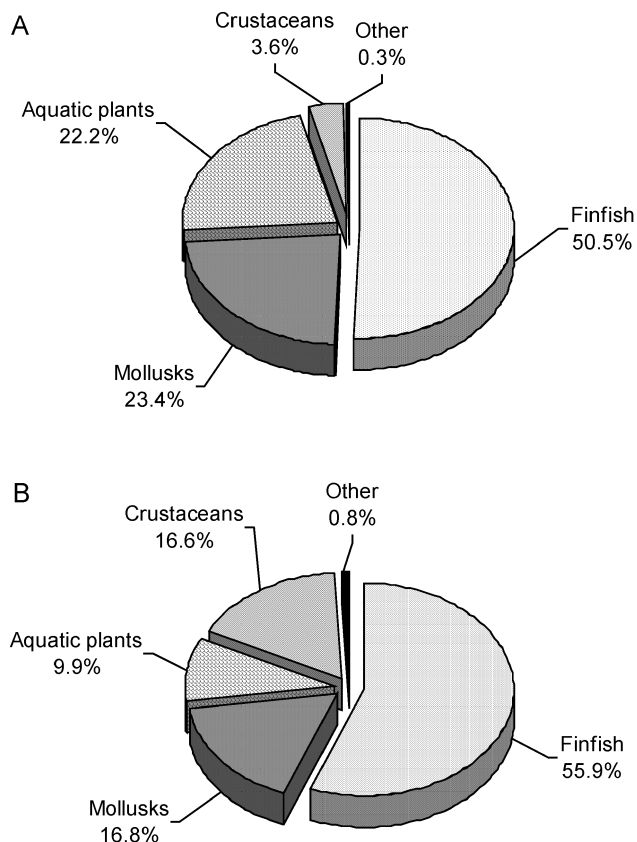 A
Crustaceans
3.6%
Other
0.3%
Aquatic plants
22.2%
Finfish
50.5%
Mollusks
23.4%
B
Crustaceans
16.6%
Other
0.8%
Aquatic plants
9.9%
Finfish
55.9%
Mollusks
16.8%